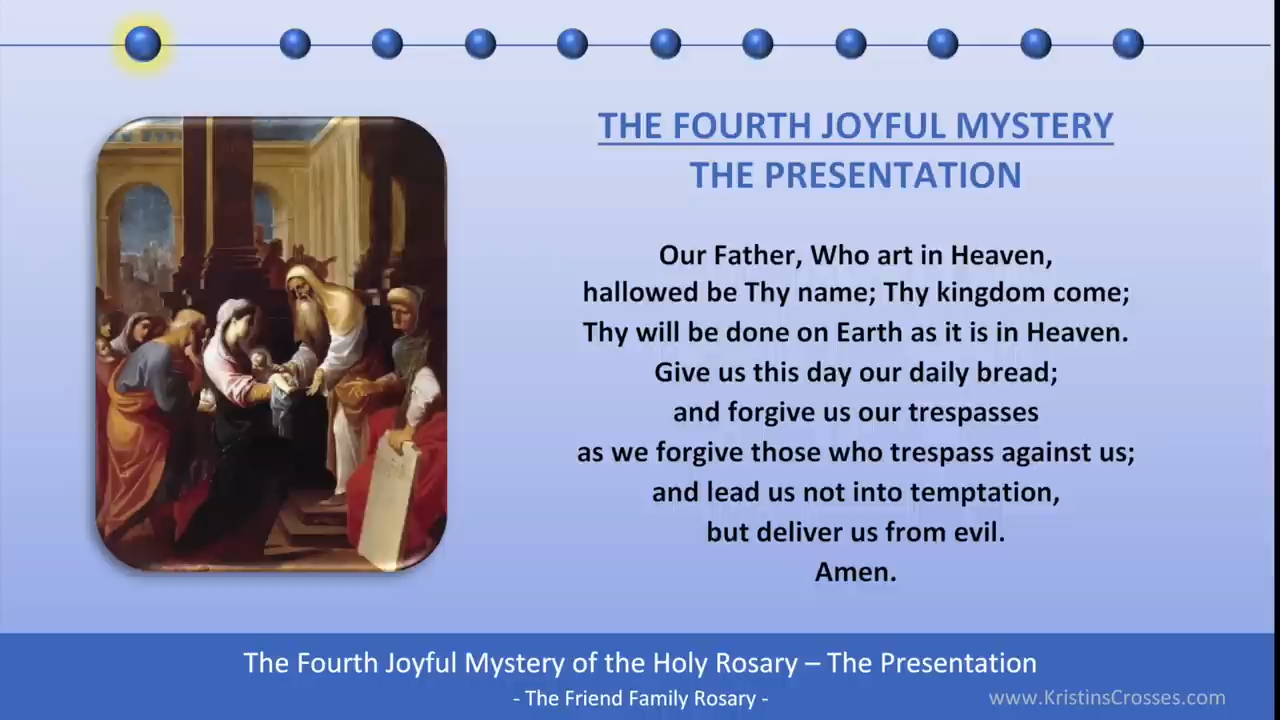 THE FOURTH JOYFUL MYSTERY
THE PRESENTATION
Our Father, Who art in Heaven,
hallowed be Thy name; Thy kingdom come;
Thy will be done on Earth as it is in Heaven.
Give us this day our daily bread;
and forgive us our trespasses
as we forgive those who trespass against us;
and lead us not into temptation,
but deliver us from evil.
Amen.
The Fourth Joyful Mystery of the Holy Rosary – The Presentation
- The Friend Family Rosary -
www.KristinsCrosses.com